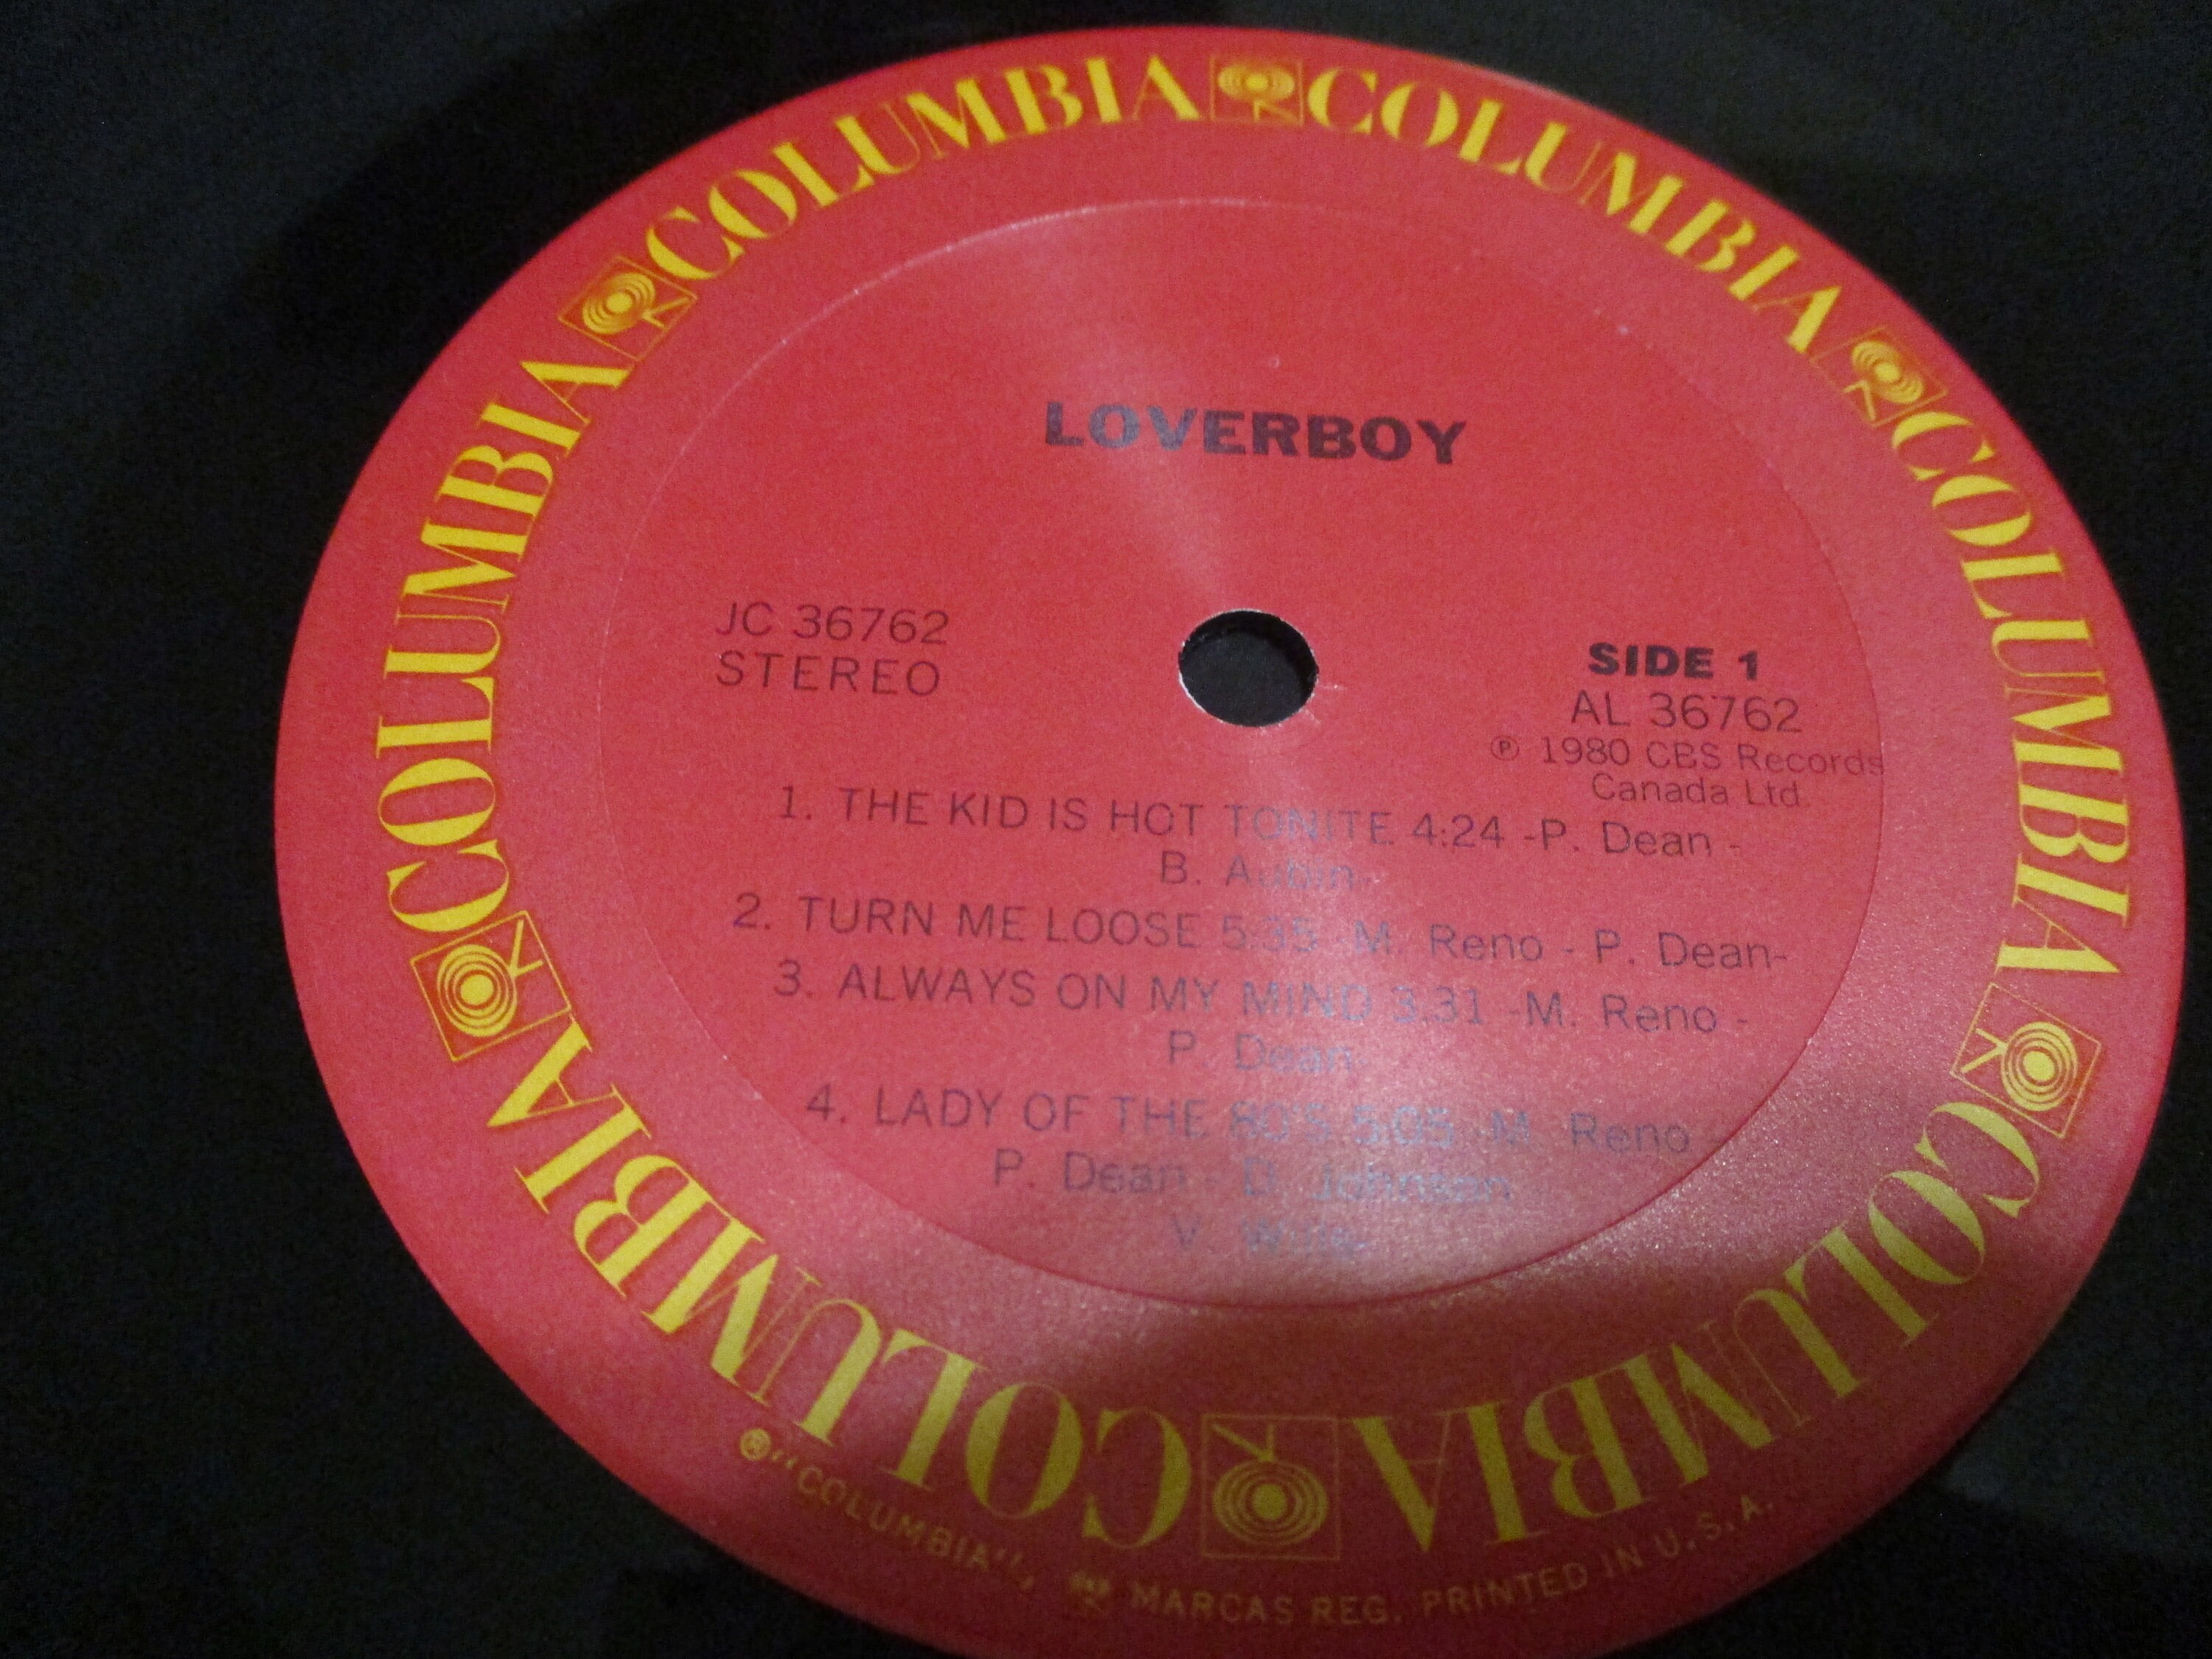 COLUMBIA COLUMBIA COLUMBIA COLUMBIA COLUMBIA COLUMBIA
LOVERBOY
JC 36762
STEREO
SIDE 1
AL 36762
℗ 1980 CBS Records
Canada Ltd.
1. THE KID IS HOT TONITE 4:24 -P. Dean -
B. Aubin-
2. TURN ME LOOSE 5:35 -M. Reno - P. Dean-
3. ALWAYS ON MY MIND 3:31 -M. Reno -
P. Dean-
4. LADY OF THE 80'S 5:05 -M. Reno -
P. Dean - D. Johnson
V.
®"COLUMBIA", MARCAS REG. PRINTED IN U.S.A.